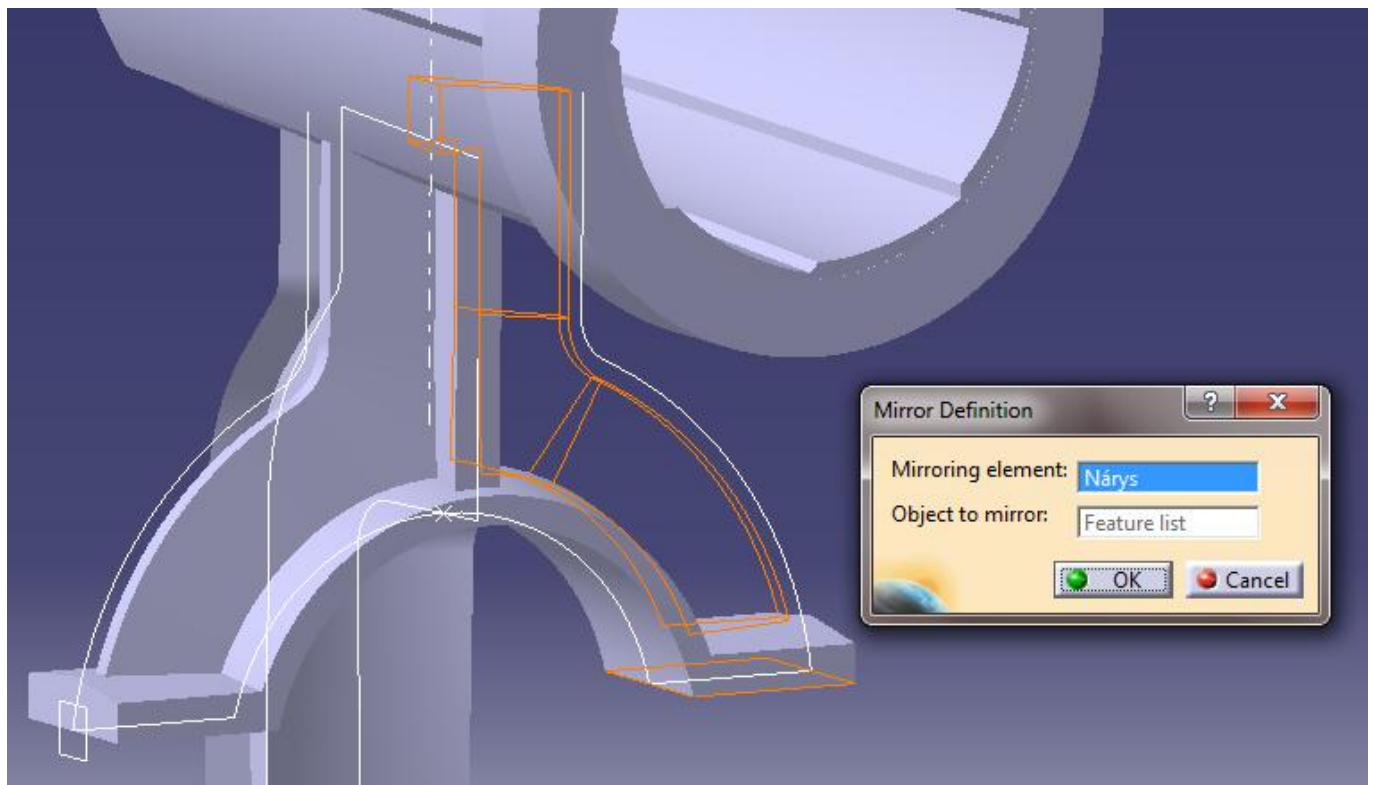 Mirror Definition
?
X
Mirroring element: Nárys
Object to mirror: Feature list
OK Cancel